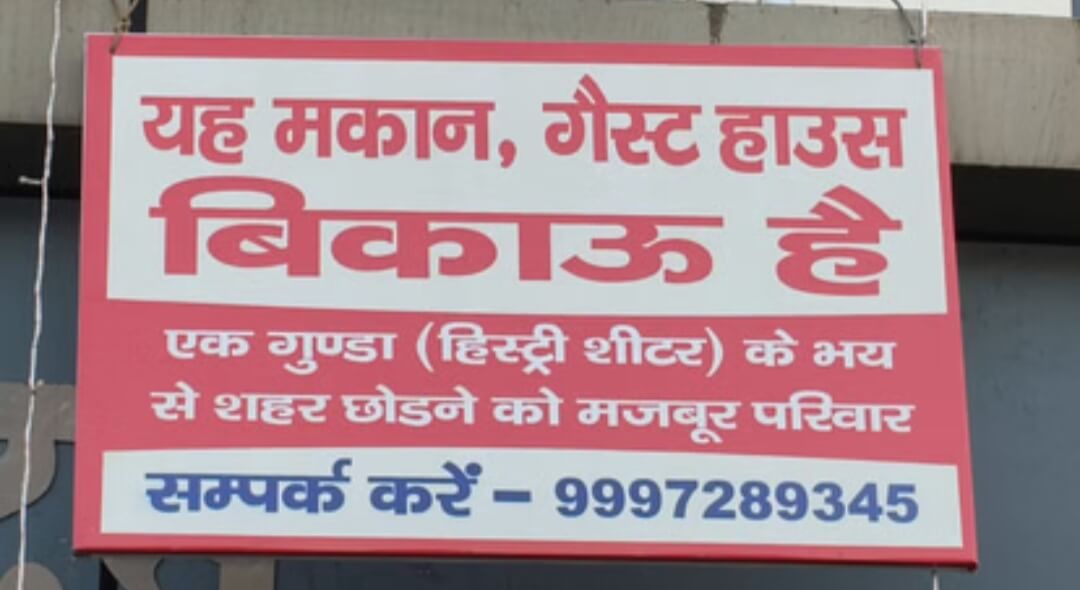 यह मकान, गैस्ट हाउस
बिकाऊ है
एक गुण्डा (हिस्ट्री शीटर) के भय
से शहर छोडने को मजबूर परिवार
सम्पर्क करें – 9997289345